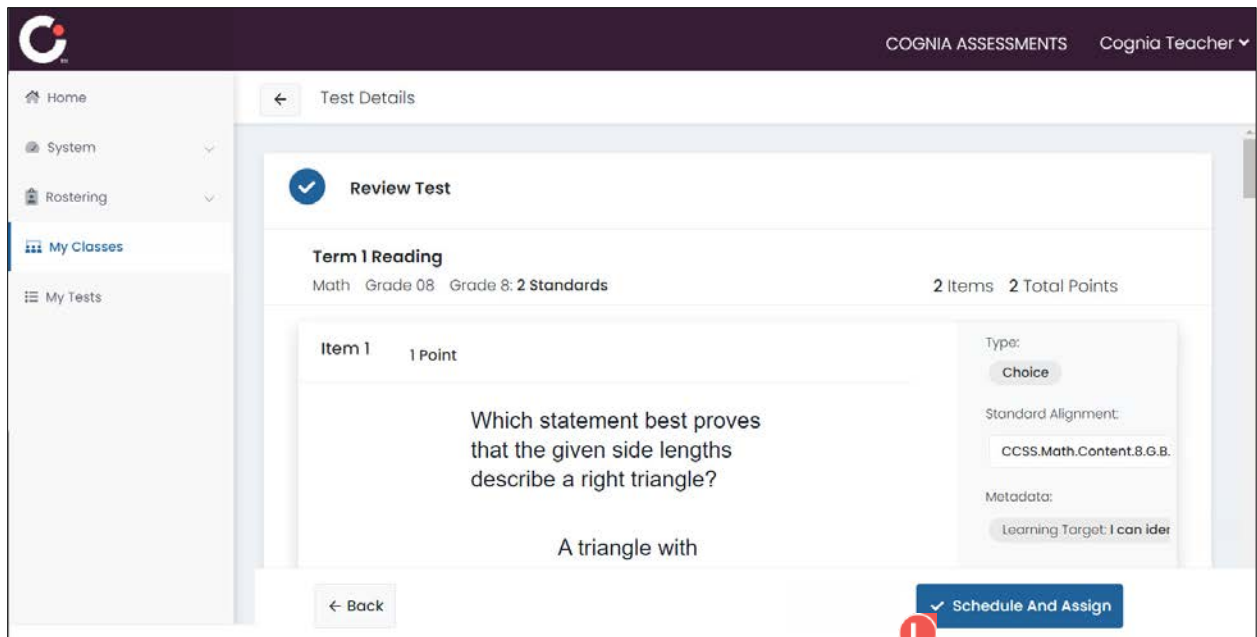 COGNIA ASSESSMENTS Cognia Teacher
Home
Test Details
System
Rostering
Review Test
My Classes
Term 1 Reading
Math Grade 08 Grade 8: 2 Standards 2 Items 2 Total Points
My Tests
Item 1 1 Point
Type:
Choice
Which statement best proves
that the given side lengths
describe a right triangle?
Standard Alignment:
CCSS.Math.Content.8.G.B.
Metadata:
Learning Target: I can iden
A triangle with
Back
Schedule And Assign
L